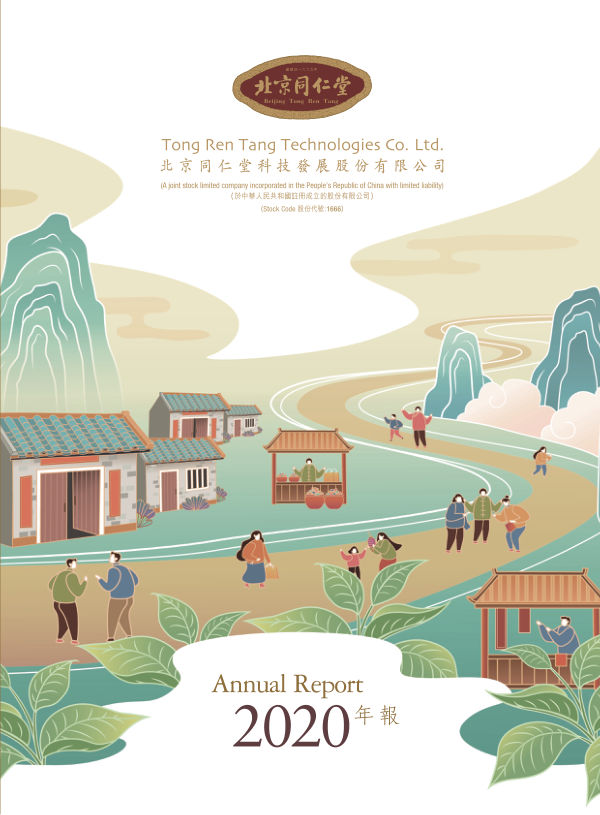 北京同仁堂
Beijing Tong Ren Tang
Tong Ren Tang Technologies Co. Ltd.
北京同仁堂科技發展股份有限公司
(A joint stock limited company incorporated in the People's Republic of China with limited liability)
(於中華人民共和國註冊成立的股份有限公司)
(Stock Code 股份代號:1666)
Annual Report
2020年報